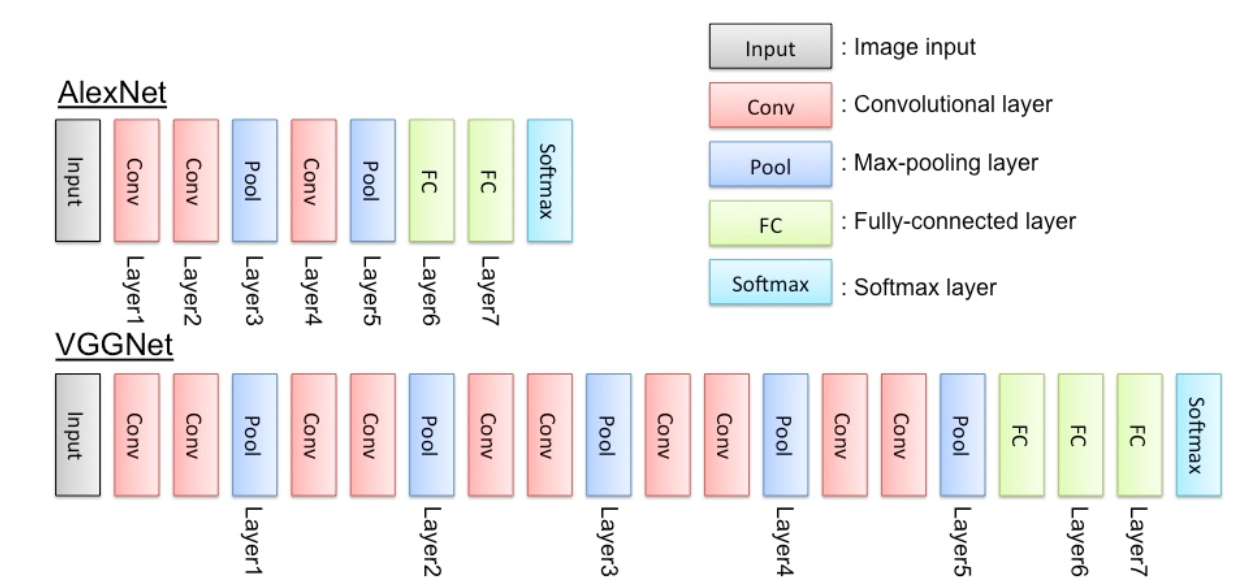 Input : Image input
Conv : Convolutional layer
Pool : Max-pooling layer
FC : Fully-connected layer
Softmax : Softmax layer
AlexNet
Input Conv Conv Pool Conv Pool FC FC Softmax
Layer1 Layer2 Layer3 Layer4 Layer5 Layer6 Layer7
VGGNet
Input Conv Conv Pool Conv Conv Pool Conv Conv Pool Conv Conv Pool Conv Conv Pool FC FC FC Softmax
Layer1 Layer2 Layer3 Layer4 Layer5 Layer6 Layer7